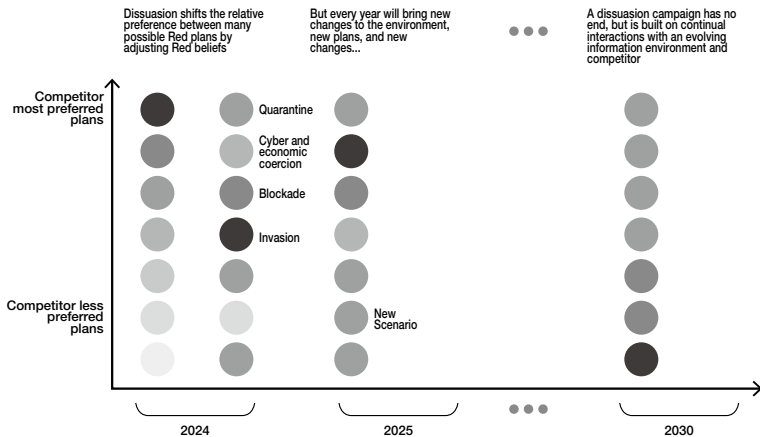 Dissuasion shifts the relative
preference between many
possible Red plans by
adjusting Red beliefs
But every year will bring new
changes to the environment,
new plans, and new
changes...
A dissuasion campaign has no
end, but is built on continual
interactions with an evolving
information environment and
competitor
Competitor
most preferred
plans
Quarantine
Cyber and
economic
coercion
Blockade
Invasion
Competitor less
preferred
plans
New
Scenario
2024
2025
2030